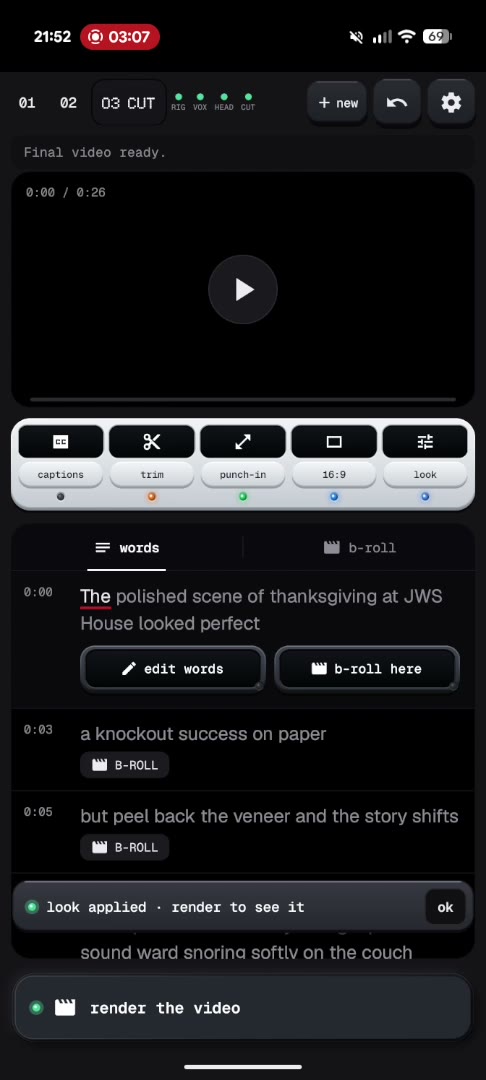 21:52
03:07
69
01
02
03 CUT
RIG
VOX
HEAD
CUT
+ new
Final video ready.
0:00 / 0:26
CC
captions
trim
punch-in
16:9
look
words
b-roll
0:00
The polished scene of thanksgiving at JWS
House looked perfect
edit words
b-roll here
0:03
a knockout success on paper
B-ROLL
0:05
but peel back the veneer and the story shifts
B-ROLL
look applied · render to see it
ok
sound ward snoring softly on the couch
render the video